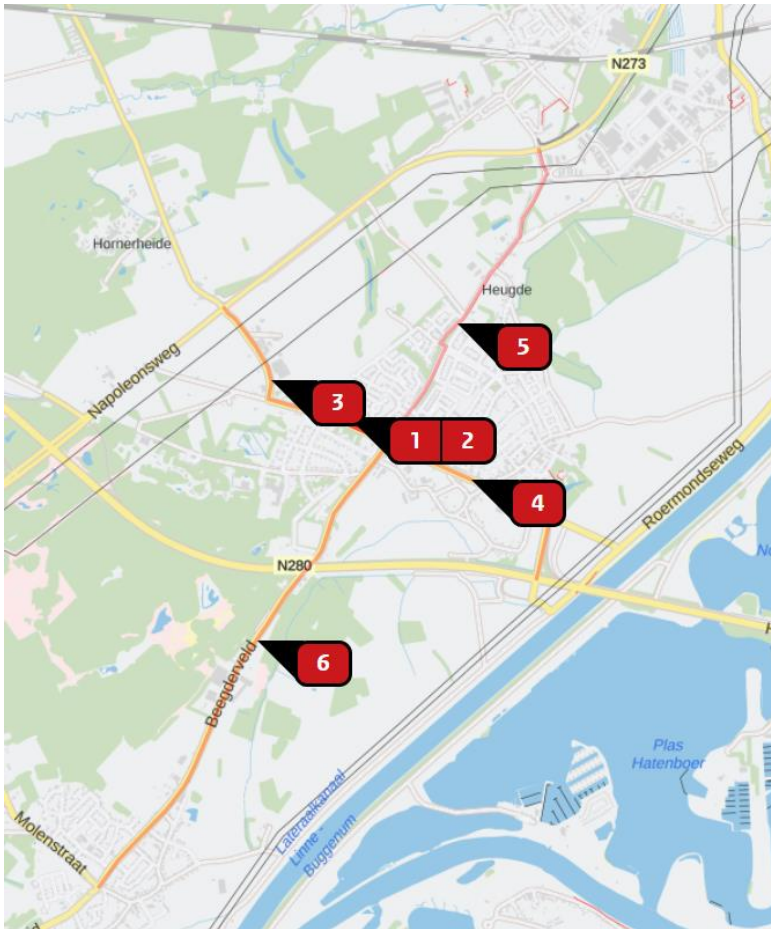 N273
Hornerheide
Heugde
5
Napoleonsweg
3
1 2
Roermondseweg
4
N280
6
Beegderveld
Plas
Hatenboer
Lateraalkanaal
Linne -
Buggenum
Molenstraat